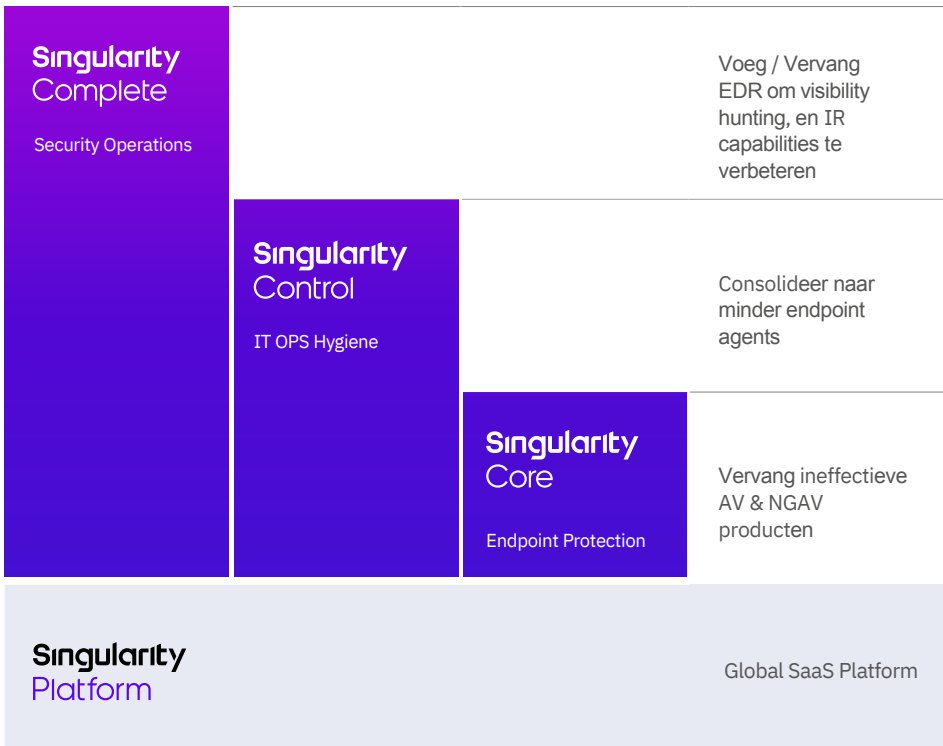 Singularity
Complete
Security Operations
Voeg / Vervang
EDR om visibility
hunting, en IR
capabilities te
verbeteren
Singularity
Control
IT OPS Hygiene
Consolideer naar
minder endpoint
agents
Singularity
Core
Endpoint Protection
Vervang ineffectieve
AV & NGAV
producten
Singularity
Platform
Global SaaS Platform